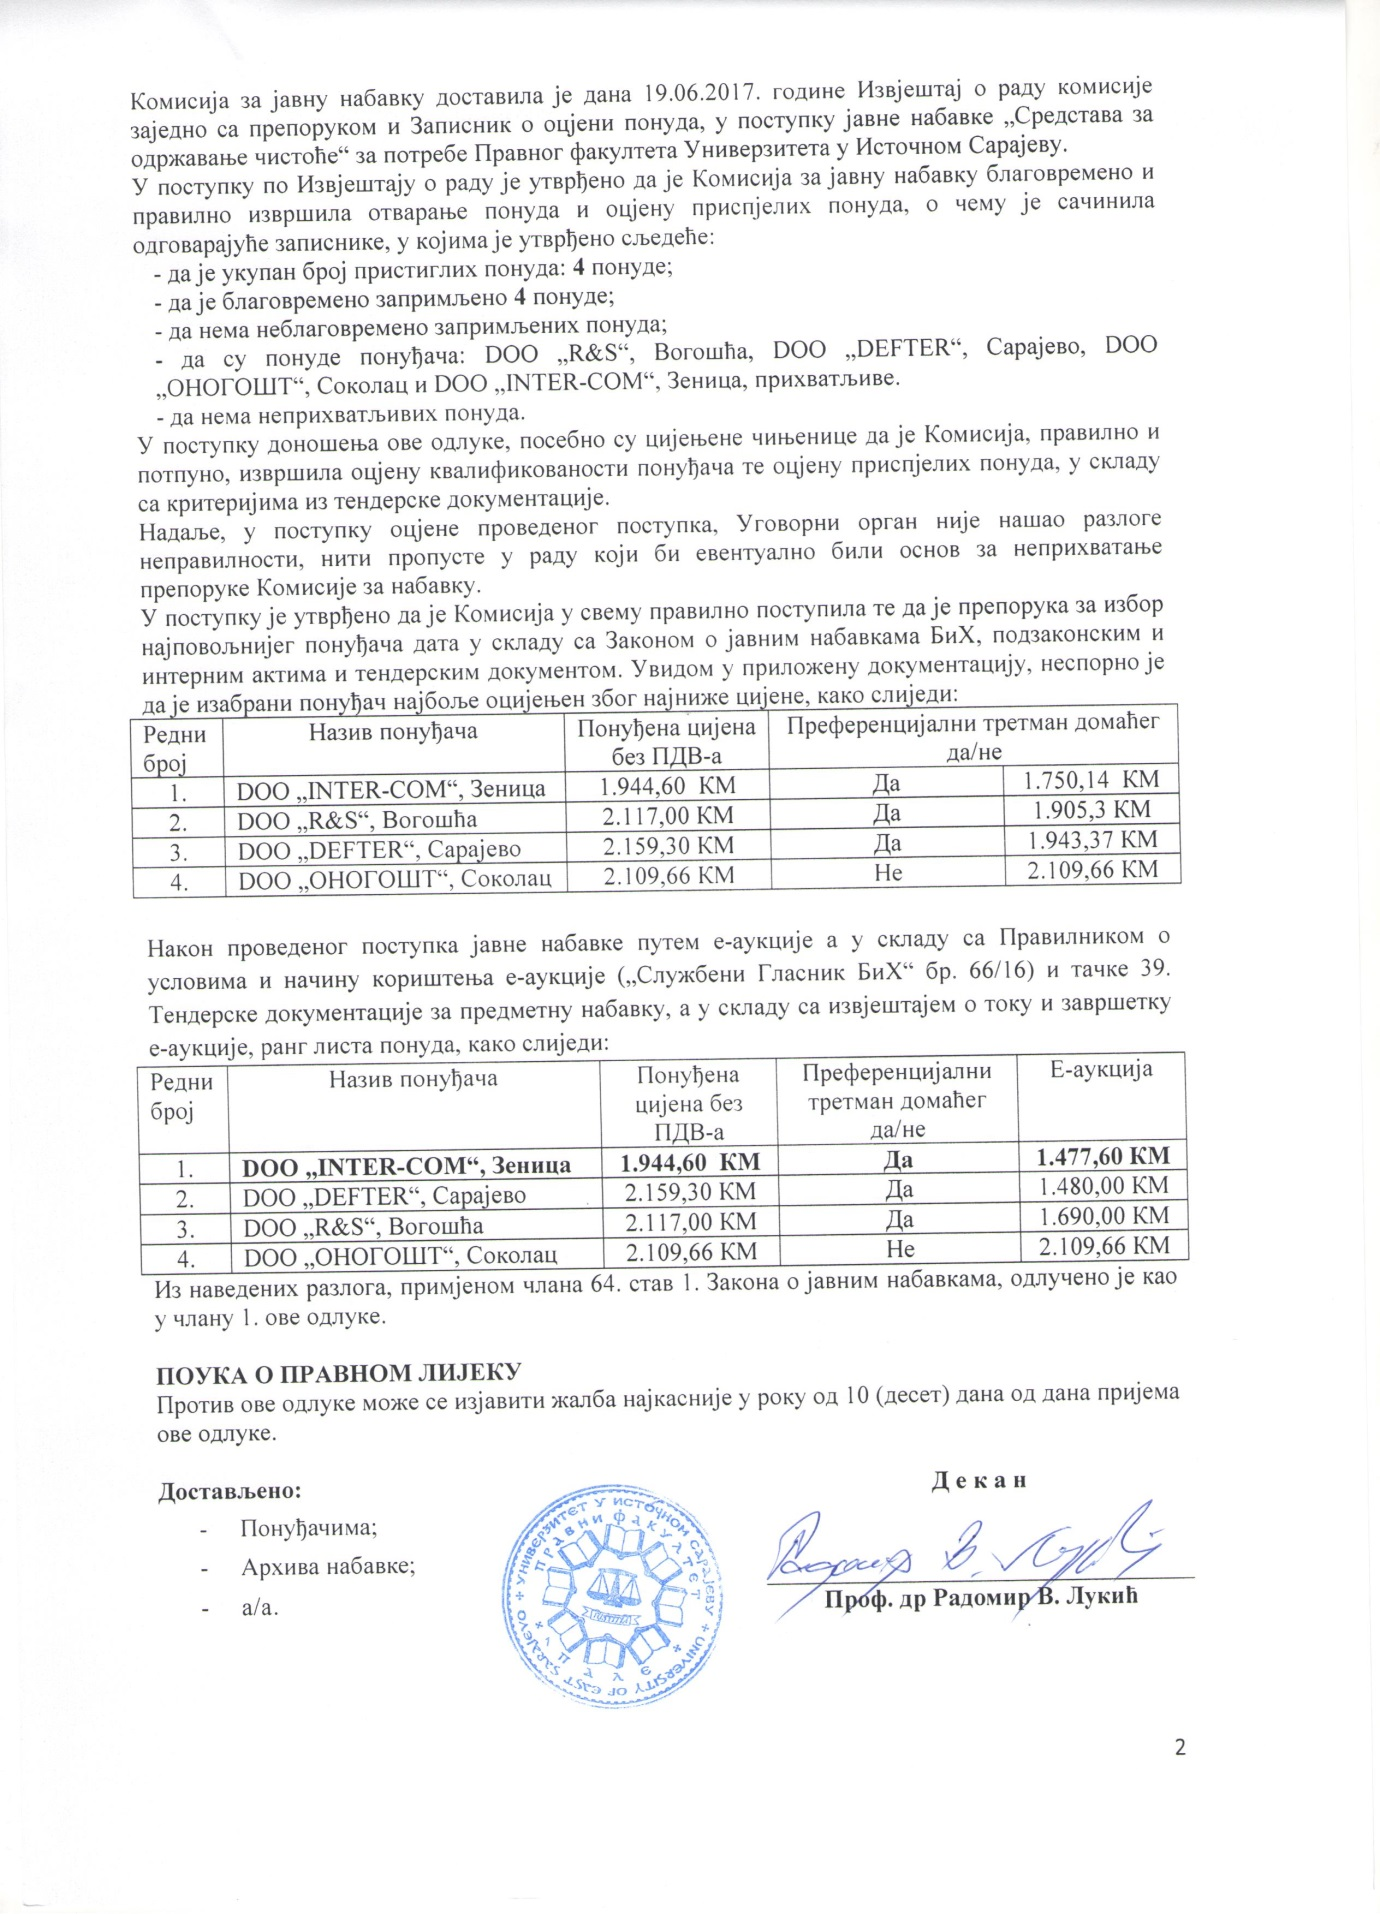 Комисија за јавну набавку доставила је дана 19.06.2017. године Извјештај о раду комисије
заједно са препоруком и Записник о оцјени понуда, у поступку јавне набавке „Средстава за
одржавање чистоће“ за потребе Правног факултета Универзитета у Источном Сарајеву.
У поступку по Извјештају о раду је утврђено да је Комисија за јавну набавку благовремено и
правилно извршила отварање понуда и оцјену приспјелих понуда, о чему је сачинила
одговарајуће записнике, у којима је утврђено сљедеће:
- да је укупан број пристиглих понуда: 4 понуде;
- да је благовремено запримљено 4 понуде;
- да нема неблаговремено запримљених понуда;
- да су понуде понуђача: DOO „R&S“, Вогошћа, DOO „DEFTER“, Сарајево, DOO
„ОНОГОШТ“, Соколац и DOO „INTER-COM“, Зеница, прихватљиве.
- да нема неприхватљивих понуда.
У поступку доношења ове одлуке, посебно су цијењене чињенице да је Комисија, правилно и
потпуно, извршила оцјену квалификованости понуђача те оцјену приспјелих понуда, у складу
са критеријима из тендерске документације.
Надаље, у поступку оцјене проведеног поступка, Уговорни орган није нашао разлоге
неправилности, нити пропусте у раду који би евентуално били основ за неприхватање
препоруке Комисије за набавку.
У поступку је утврђено да је Комисија у свему правилно поступила те да је препорука за избор
најповољнијег понуђача дата у складу са Законом о јавним набавкама БиХ, подзаконским и
интерним актима и тендерским документом. Увидом у приложену документацију, неспорно је
да је изабрани понуђач најбоље оцијењен због најниже цијене, како слиједи:
Редни број Назив понуђача Понуђена цијена без ПДВ-а Преференцијални третман домаћег да/не
1. DOO „INTER-COM“, Зеница 1.944,60 КМ Да 1.750,14 КМ
2. DOO „R&S“, Вогошћа 2.117,00 КМ Да 1.905,3 КМ
3. DOO „DEFTER“, Сарајево 2.159,30 КМ Да 1.943,37 КМ
4. DOO „ОНОГОШТ“, Соколац 2.109,66 КМ Не 2.109,66 КМ
Након проведеног поступка јавне набавке путем е-аукције а у складу са Правилником о
условима и начину кориштења е-аукције („Службени Гласник БиХ“ бр. 66/16) и тачке 39.
Тендерске документације за предметну набавку, а у складу са извјештајем о току и завршетку
е-аукције, ранг листа понуда, како слиједи:
Редни број Назив понуђача Понуђена цијена без ПДВ-а Преференцијални третман домаћег да/не Е-аукција
1. DOO „INTER-COM“, Зеница 1.944,60 КМ Да 1.477,60 КМ
2. DOO „DEFTER“, Сарајево 2.159,30 КМ Да 1.480,00 КМ
3. DOO „R&S“, Вогошћа 2.117,00 КМ Да 1.690,00 КМ
4. DOO „ОНОГОШТ“, Соколац 2.109,66 КМ Не 2.109,66 КМ
Из наведених разлога, примјеном члана 64. став 1. Закона о јавним набавкама, одлучено је као
у члану 1. ове одлуке.
ПОУКА О ПРАВНОМ ЛИЈЕКУ
Против ове одлуке може се изјавити жалба најкасније у року од 10 (десет) дана од дана пријема
ове одлуке.
Достављено:
- Понуђачима;
- Архива набавке;
- а/а.
Декан
Проф. др Радомир В. Лукић
УНИВЕРЗИТЕТ У ИСТОЧНОМ САРАЈЕВУ + UNIVERSITY OF EAST SARAJEVO +
ПРАВНИ ФАКУЛТЕТ
ПАЛЕ
2